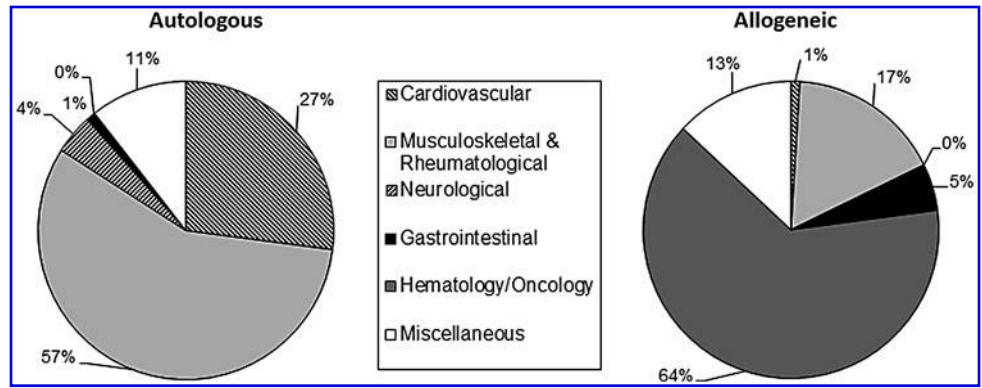 Autologous
Allogeneic
0%
11%
4%
1%
27%
57%
Cardiovascular
Musculoskeletal &
Rheumatological
Neurological
Gastrointestinal
Hematology/Oncology
Miscellaneous
13%
1%
17%
0%
5%
64%